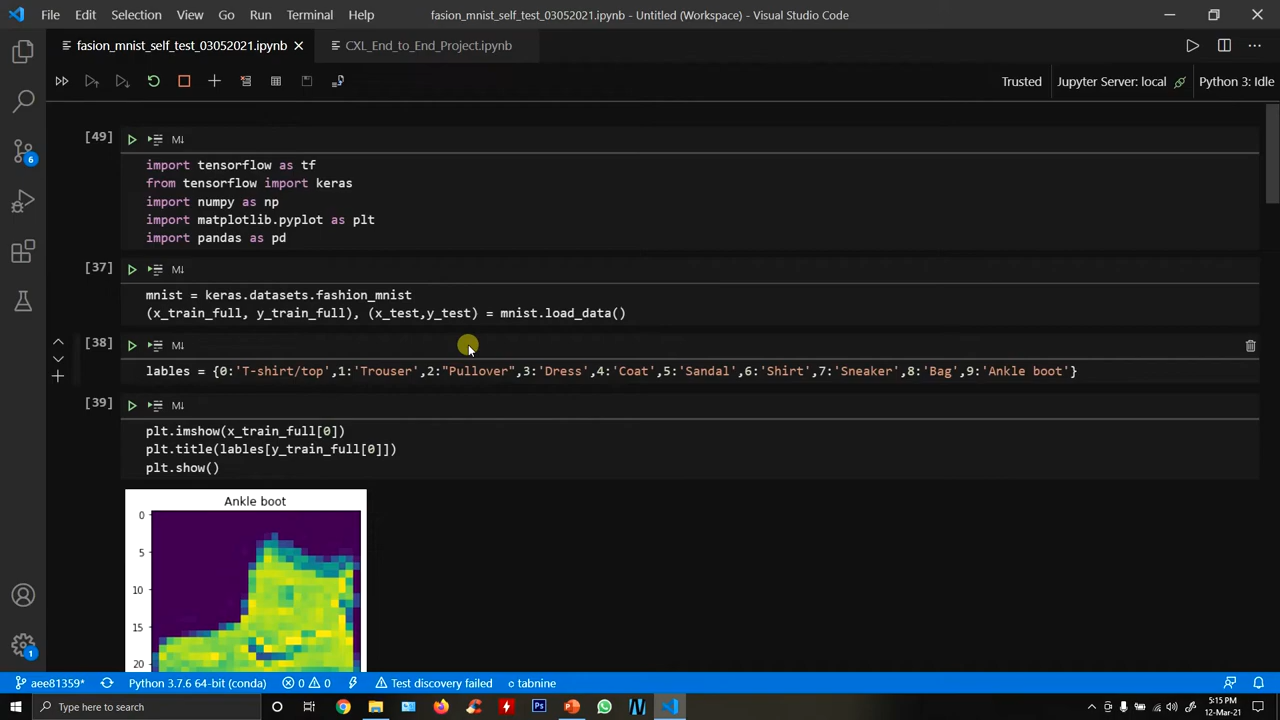 File Edit Selection View Go Run Terminal Help fasion_mnist_self_test_03052021.ipynb - Untitled (Workspace) - Visual Studio Code
fasion_mnist_self_test_03052021.ipynb CXL_End_to_End_Project.ipynb
Trusted Jupyter Server: local Python 3: Idle
[49] M↓
import tensorflow as tf
from tensorflow import keras
import numpy as np
import matplotlib.pyplot as plt
import pandas as pd
[37] M↓
mnist = keras.datasets.fashion_mnist
(x_train_full, y_train_full), (x_test,y_test) = mnist.load_data()
[38] M↓
lables = {0:'T-shirt/top',1:'Trouser',2:"Pullover",3:'Dress',4:'Coat',5:'Sandal',6:'Shirt',7:'Sneaker',8:'Bag',9:'Ankle boot'}
[39] M↓
plt.imshow(x_train_full[0])
plt.title(lables[y_train_full[0]])
plt.show()
Ankle boot
0
5
10
15
20
6
1
aee81359* Python 3.7.6 64-bit (conda) 0 0 Test discovery failed tabnine
Type here to search
5:15 PM
12-Mar-21